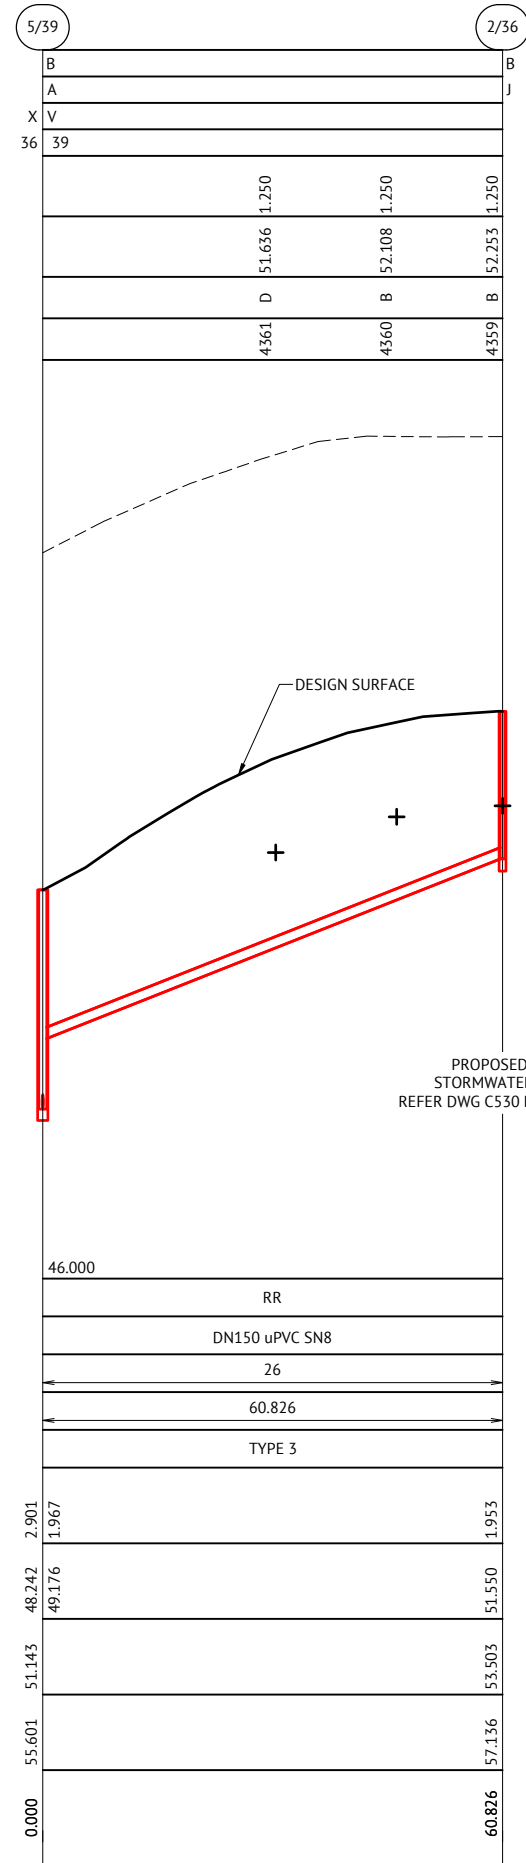 5/39 2/36
B B
A J
X V
36 39
1.250 1.250 1.250
51.636 52.108 52.253
D B B
4361 4360 4359
DESIGN SURFACE
PROPOSED
STORMWATER
REFER DWG C530
46.000
RR
DN150 uPVC SN8
26
60.826
TYPE 3
2.901 1.967 1.953
48.242 49.176 51.550
51.143 53.503
55.601 57.136
0.000 60.826